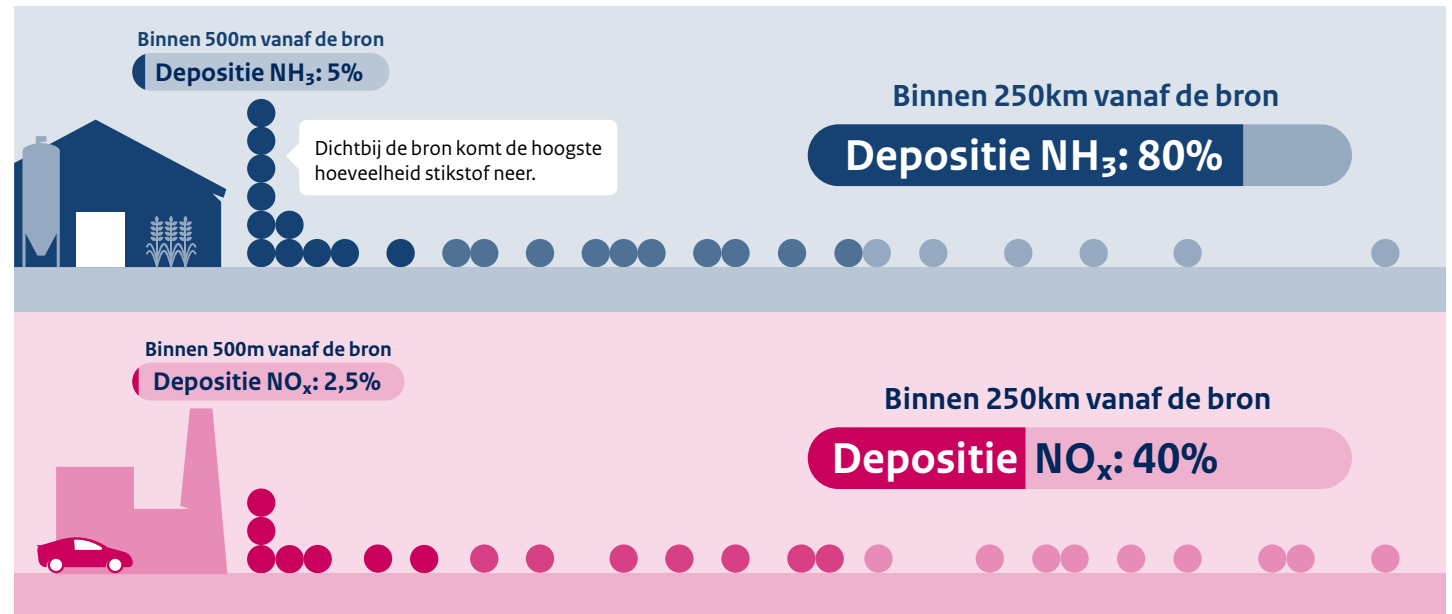 Binnen 500m vanaf de bron
Depositie NH₃: 5%
Dichtbij de bron komt de hoogste
hoeveelheid stikstof neer.
Binnen 250km vanaf de bron
Depositie NH₃: 80%
Binnen 500m vanaf de bron
Depositie NOₓ: 2,5%
Binnen 250km vanaf de bron
Depositie NOₓ: 40%